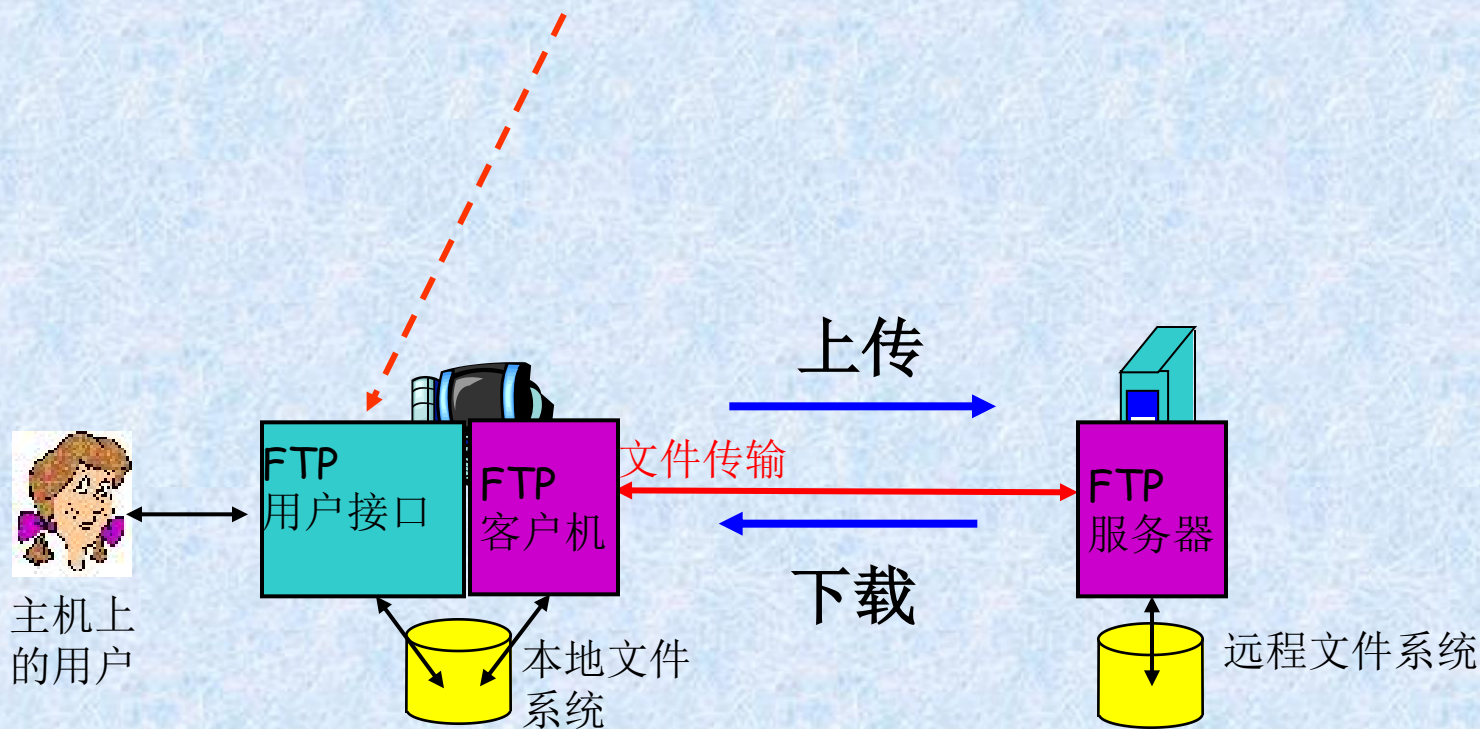 上传
文件传输
FTP
用户接口
FTP
客户机
FTP
服务器
下载
主机上
的用户
本地文件
系统
远程文件系统